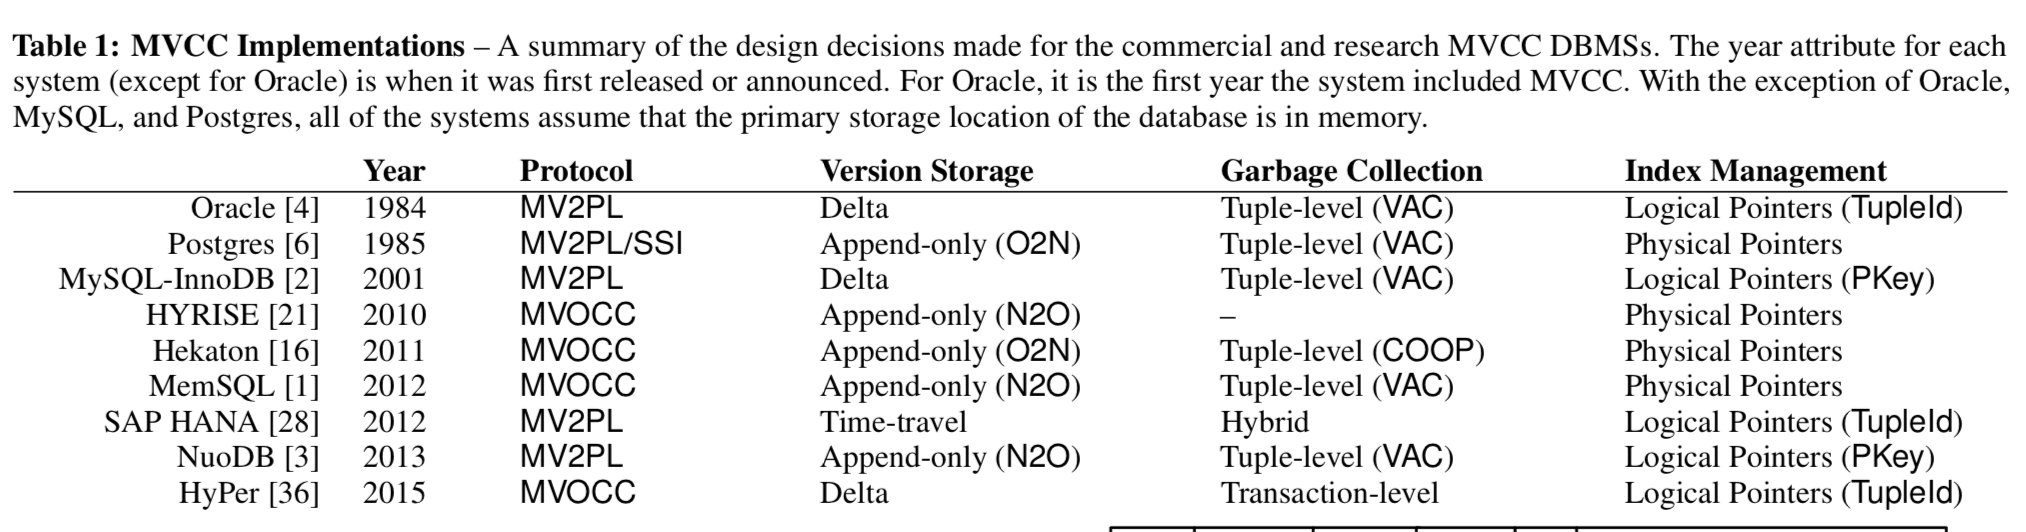 Table 1: MVCC Implementations – A summary of the design decisions made for the commercial and research MVCC DBMSs. The year attribute for each
system (except for Oracle) is when it was first released or announced. For Oracle, it is the first year the system included MVCC. With the exception of Oracle,
MySQL, and Postgres, all of the systems assume that the primary storage location of the database is in memory.
Year Protocol Version Storage Garbage Collection Index Management
Oracle [4] 1984 MV2PL Delta Tuple-level (VAC) Logical Pointers (TupleId)
Postgres [6] 1985 MV2PL/SSI Append-only (O2N) Tuple-level (VAC) Physical Pointers
MySQL-InnoDB [2] 2001 MV2PL Delta Tuple-level (VAC) Logical Pointers (PKey)
HYRISE [21] 2010 MVOCC Append-only (N2O) – Physical Pointers
Hekaton [16] 2011 MVOCC Append-only (O2N) Tuple-level (COOP) Physical Pointers
MemSQL [1] 2012 MVOCC Append-only (N2O) Tuple-level (VAC) Physical Pointers
SAP HANA [28] 2012 MV2PL Time-travel Hybrid Logical Pointers (TupleId)
NuoDB [3] 2013 MV2PL Append-only (N2O) Tuple-level (VAC) Logical Pointers (PKey)
HyPer [36] 2015 MVOCC Delta Transaction-level Logical Pointers (TupleId)